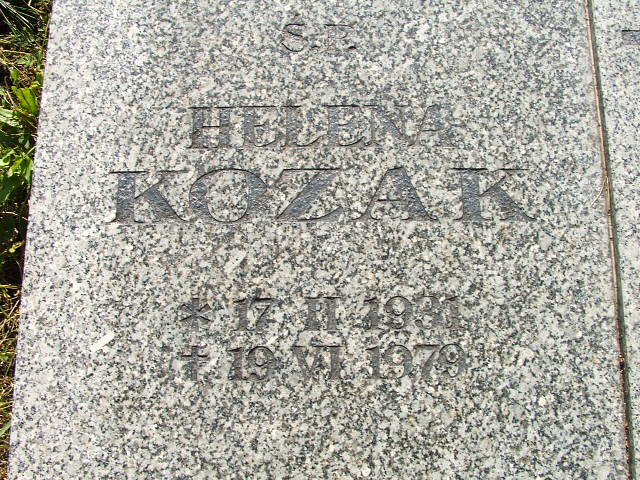 Ś.P.
HELENA
KOZAK
* 17 II 1931
† 19 VI 1979